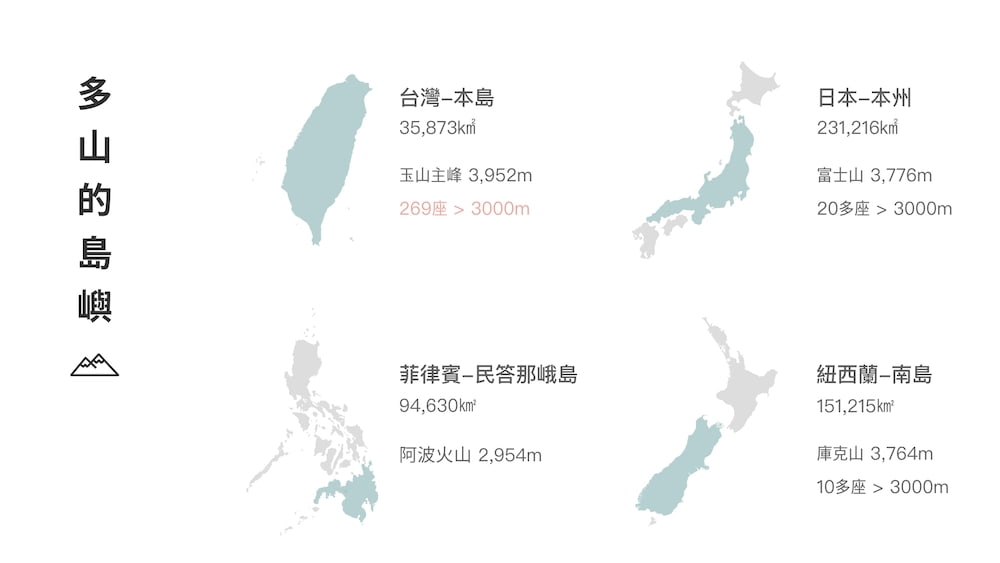 多山的島嶼
台灣–本島
35,873k㎡
玉山主峰 3,952m
269座 > 3000m
日本–本州
231,216k㎡
富士山 3,776m
20多座 > 3000m
菲律賓–民答那峨島
94,630k㎡
阿波火山 2,954m
紐西蘭–南島
151,215k㎡
庫克山 3,764m
10多座 > 3000m